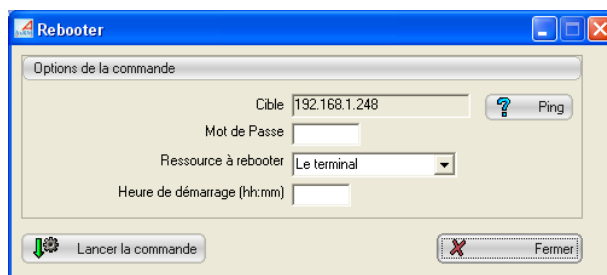 Rebooter
Options de la commande
Cible 192.168.1.248
? Ping
Mot de Passe
Ressource à rebooter Le terminal
Heure de démarrage (hh:mm)
Lancer la commande
Fermer